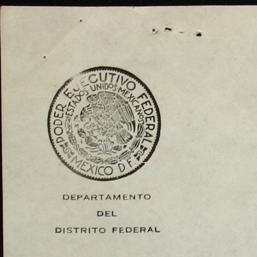 PODER EJECUTIVO FEDERAL
ESTADOS UNIDOS MEXICANOS
MEXICO D.F.
DEPARTAMENTO
DEL
DISTRITO FEDERAL